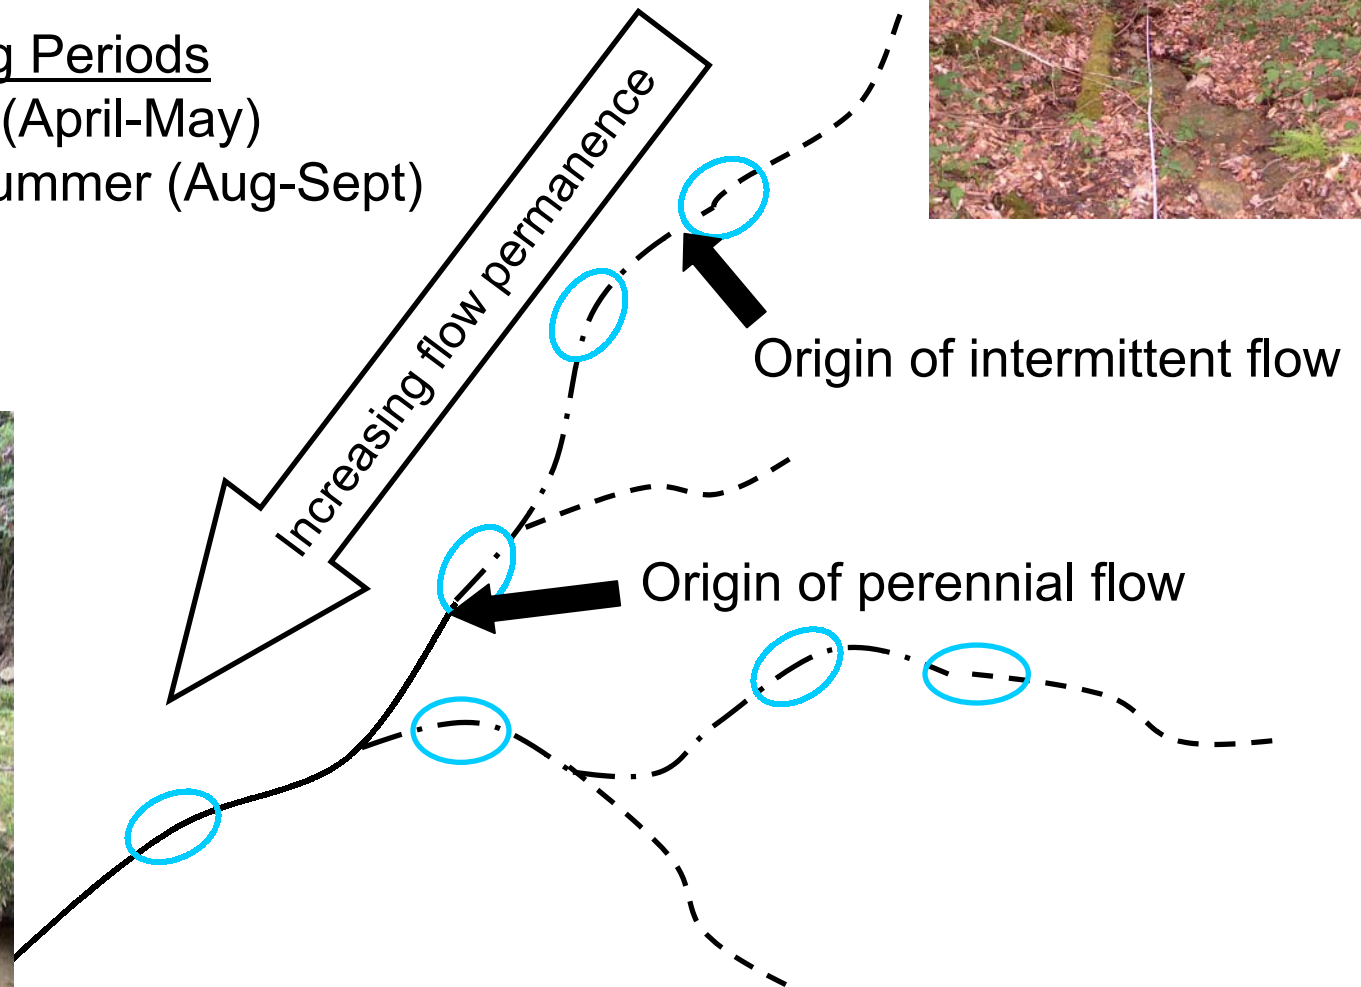 g Periods
(April-May)
ummer (Aug-Sept)
Increasing flow permanence
Origin of intermittent flow
Origin of perennial flow